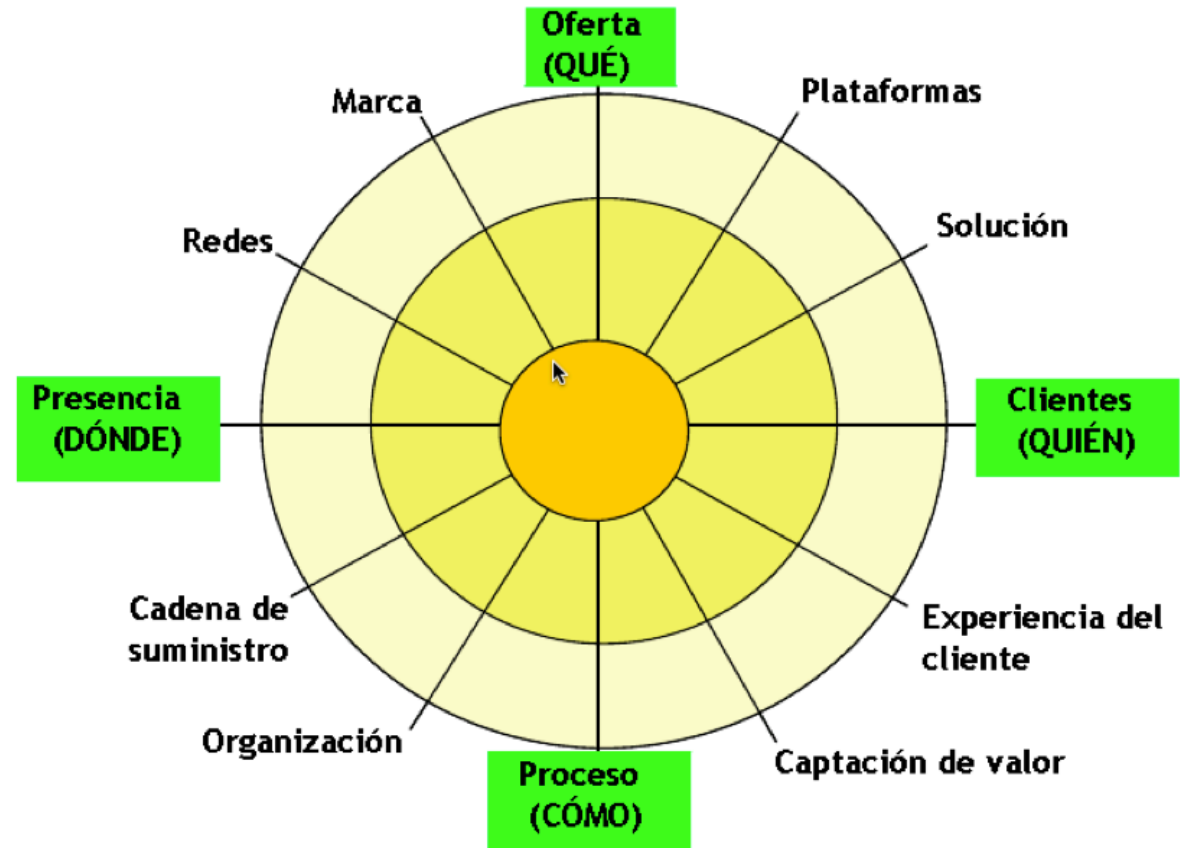 Oferta
(QUÉ)
Marca
Plataformas
Redes
Solución
Presencia
(DÓNDE)
Clientes
(QUIÉN)
Cadena de
suministro
Experiencia del
cliente
Organización
Captación de valor
Proceso
(CÓMO)